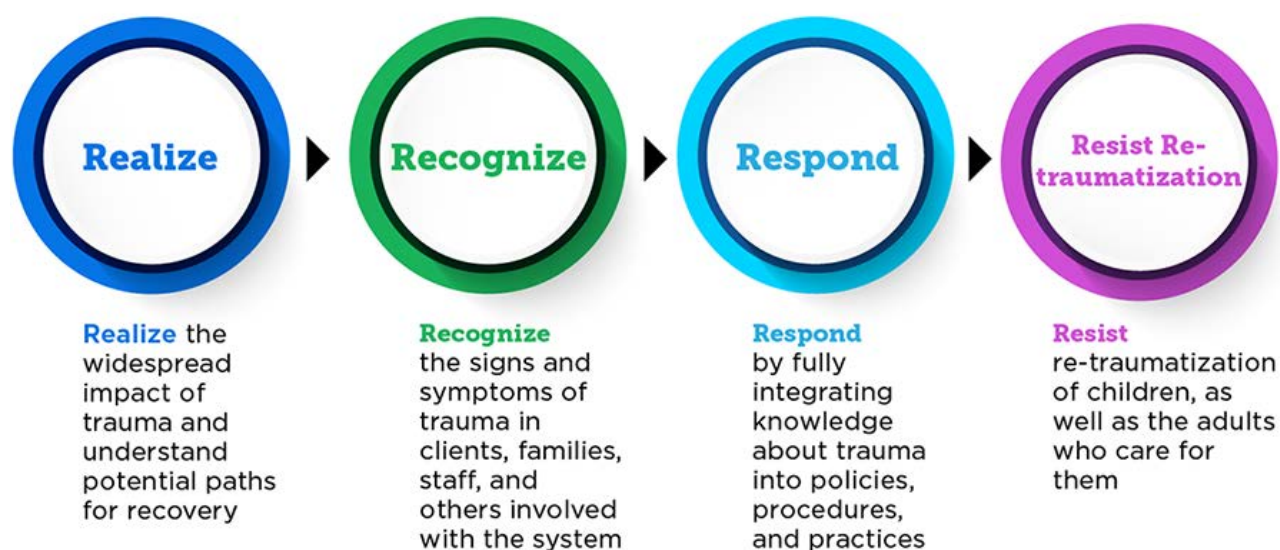 Realize
Recognize
Respond
Resist Re-
traumatization
Realize the
widespread
impact of
trauma and
understand
potential paths
for recovery
Recognize
the signs and
symptoms of
trauma in
clients, families,
staff, and
others involved
with the system
Respond
by fully
integrating
knowledge
about trauma
into policies,
procedures,
and practices
Resist
re-traumatization
of children, as
well as the adults
who care for
them